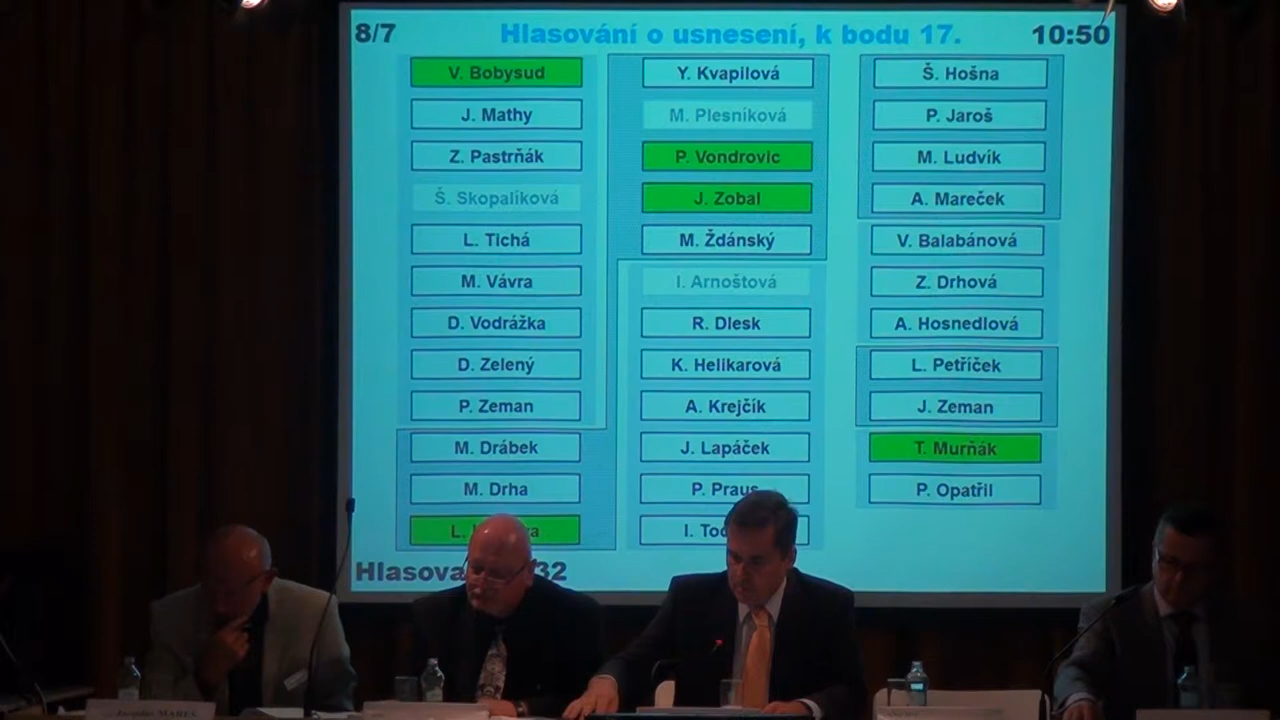 8/7 Hlasování o usnesení, k bodu 17. 10:50
V. Bobysud
J. Mathy
Z. Pastrňák
Š. Skopalíková
L. Tichá
M. Vávra
D. Vodrážka
D. Zelený
P. Zeman
M. Drábek
M. Drha
L.
Y. Kvapilová
M. Plesníková
P. Vondrovic
J. Zobal
M. Ždánský
I. Arnoštová
R. Dlesk
K. Helikarová
A. Krejčík
J. Lapáček
P. Praus
I.
Š. Hošna
P. Jaroš
M. Ludvík
A. Mareček
V. Balabánová
Z. Drhová
A. Hosnedlová
L. Petříček
J. Zeman
T. Murňák
P. Opatřil
32